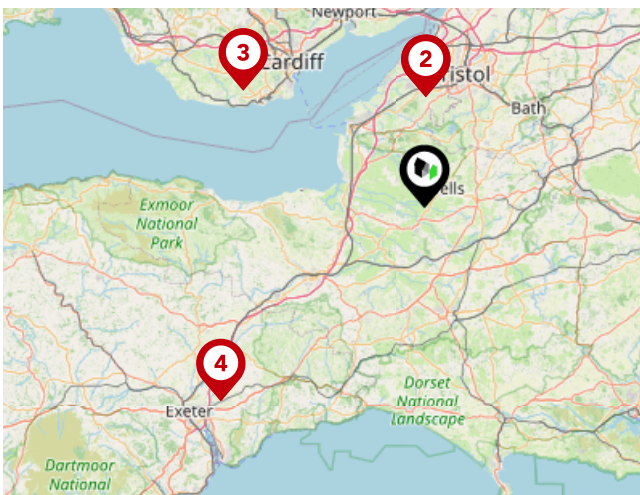 Newport
3
Cardiff
2
Bristol
Bath
ells
Exmoor
National
Park
4
Exeter
Dorset
National
Landscape
Dartmoor
National